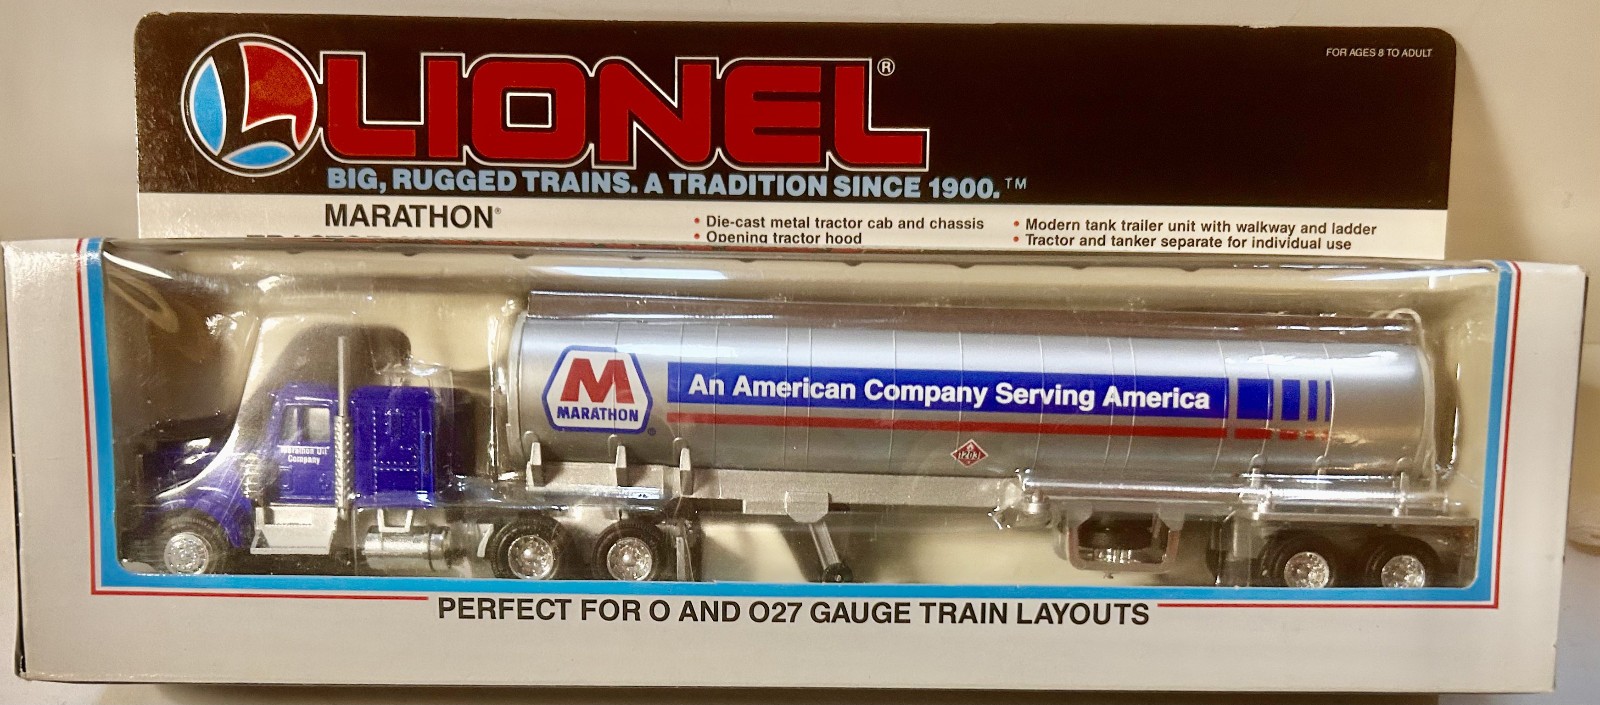 FOR AGES 8 TO ADULT
LIONEL®
BIG, RUGGED TRAINS. A TRADITION SINCE 1900.™
MARATHON®
• Die-cast metal tractor cab and chassis
• Opening tractor hood
• Modern tank trailer unit with walkway and ladder
• Tractor and tanker separate for individual use
M
MARATHON®
An American Company Serving America
1203
Marathon Oil
Company
PERFECT FOR O AND O27 GAUGE TRAIN LAYOUTS